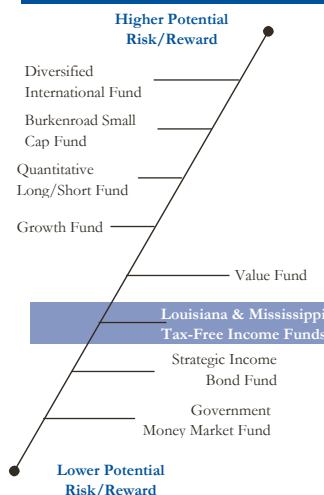 Higher Potential
Risk/Reward
Diversified
International Fund
Burkenroad Small
Cap Fund
Quantitative
Long/Short Fund
Growth Fund
Value Fund
Louisiana & Mississippi
Tax-Free Income Funds
Strategic Income
Bond Fund
Government
Money Market Fund
Lower Potential
Risk/Reward